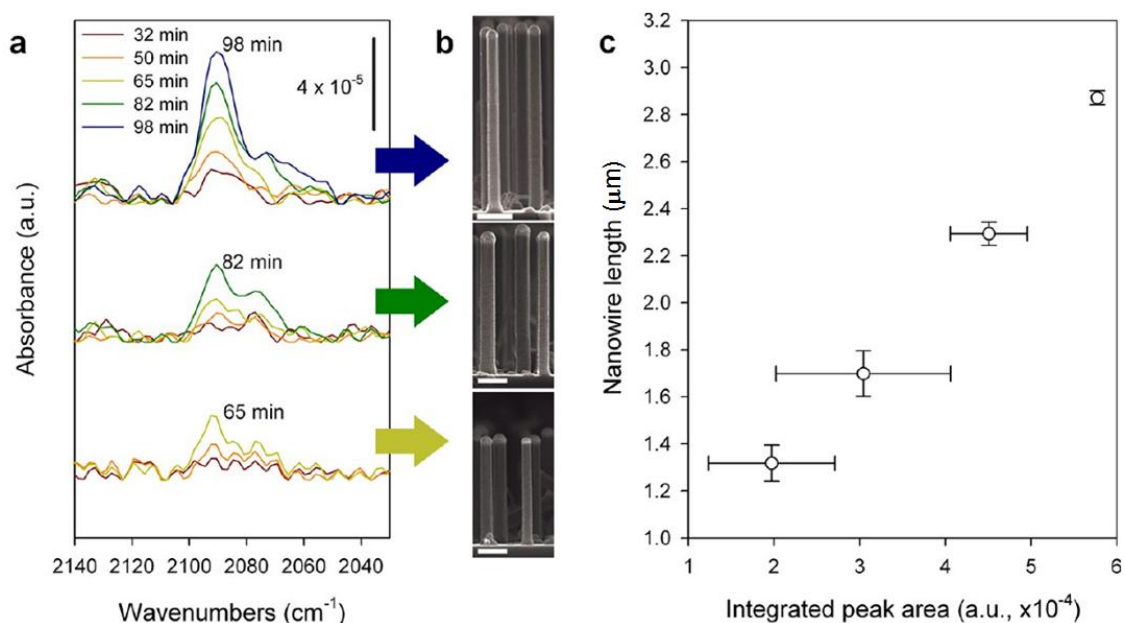 a
32 min
50 min
65 min
82 min
98 min
98 min
4 x 10⁻⁵
82 min
65 min
Absorbance (a.u.)
2140 2120 2100 2080 2060 2040
Wavenumbers (cm⁻¹)
b
c
3.2
3.0
2.8
2.6
2.4
2.2
2.0
1.8
1.6
1.4
1.2
1.0
Nanowire length (μm)
1 2 3 4 5 6
Integrated peak area (a.u., x10⁻⁴)